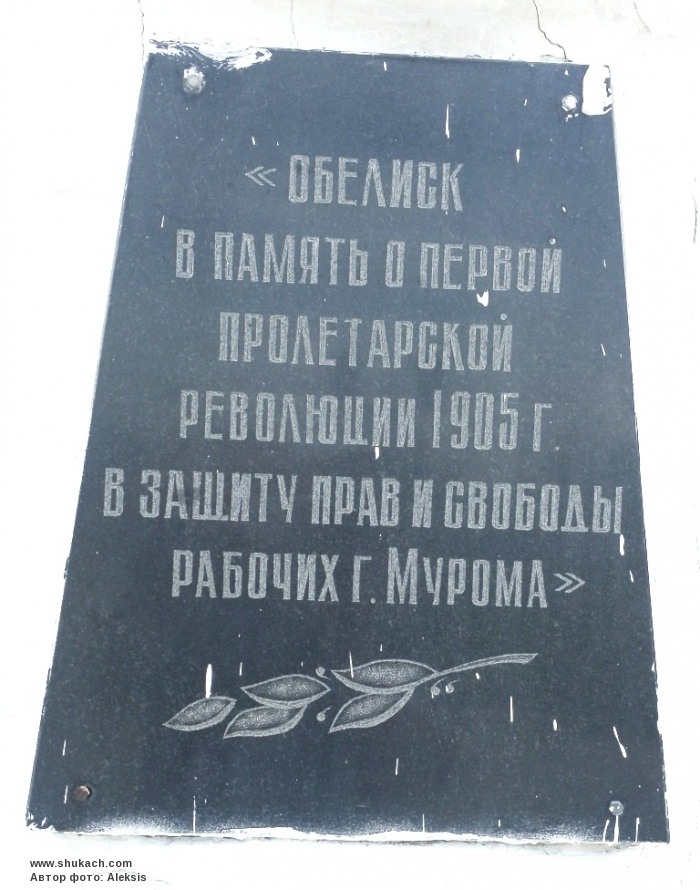 «ОБЕЛИСК
В ПАМЯТЬ О ПЕРВОЙ
ПРОЛЕТАРСКОЙ
РЕВОЛЮЦИИ 1905 г
В ЗАЩИТУ ПРАВ И СВОБОДЫ
РАБОЧИХ г. МУРОМА»
www.shukach.com
Автор фото: Aleksis